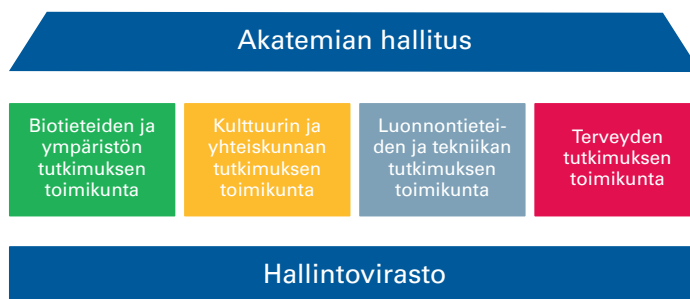 Akatemian hallitus
Biotieteiden ja
ympäristön
tutkimuksen
toimikunta
Kulttuurin ja
yhteiskunnan
tutkimuksen
toimikunta
Luonnontietei-
den ja tekniikan
tutkimuksen
toimikunta
Terveyden
tutkimuksen
toimikunta
Hallintovirasto